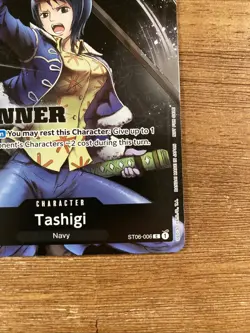 NNER
You may rest this Character: Give up to 1
onent's Characters −2 cost during this turn.
CHARACTER
Tashigi
Navy
ST06-006 C 1